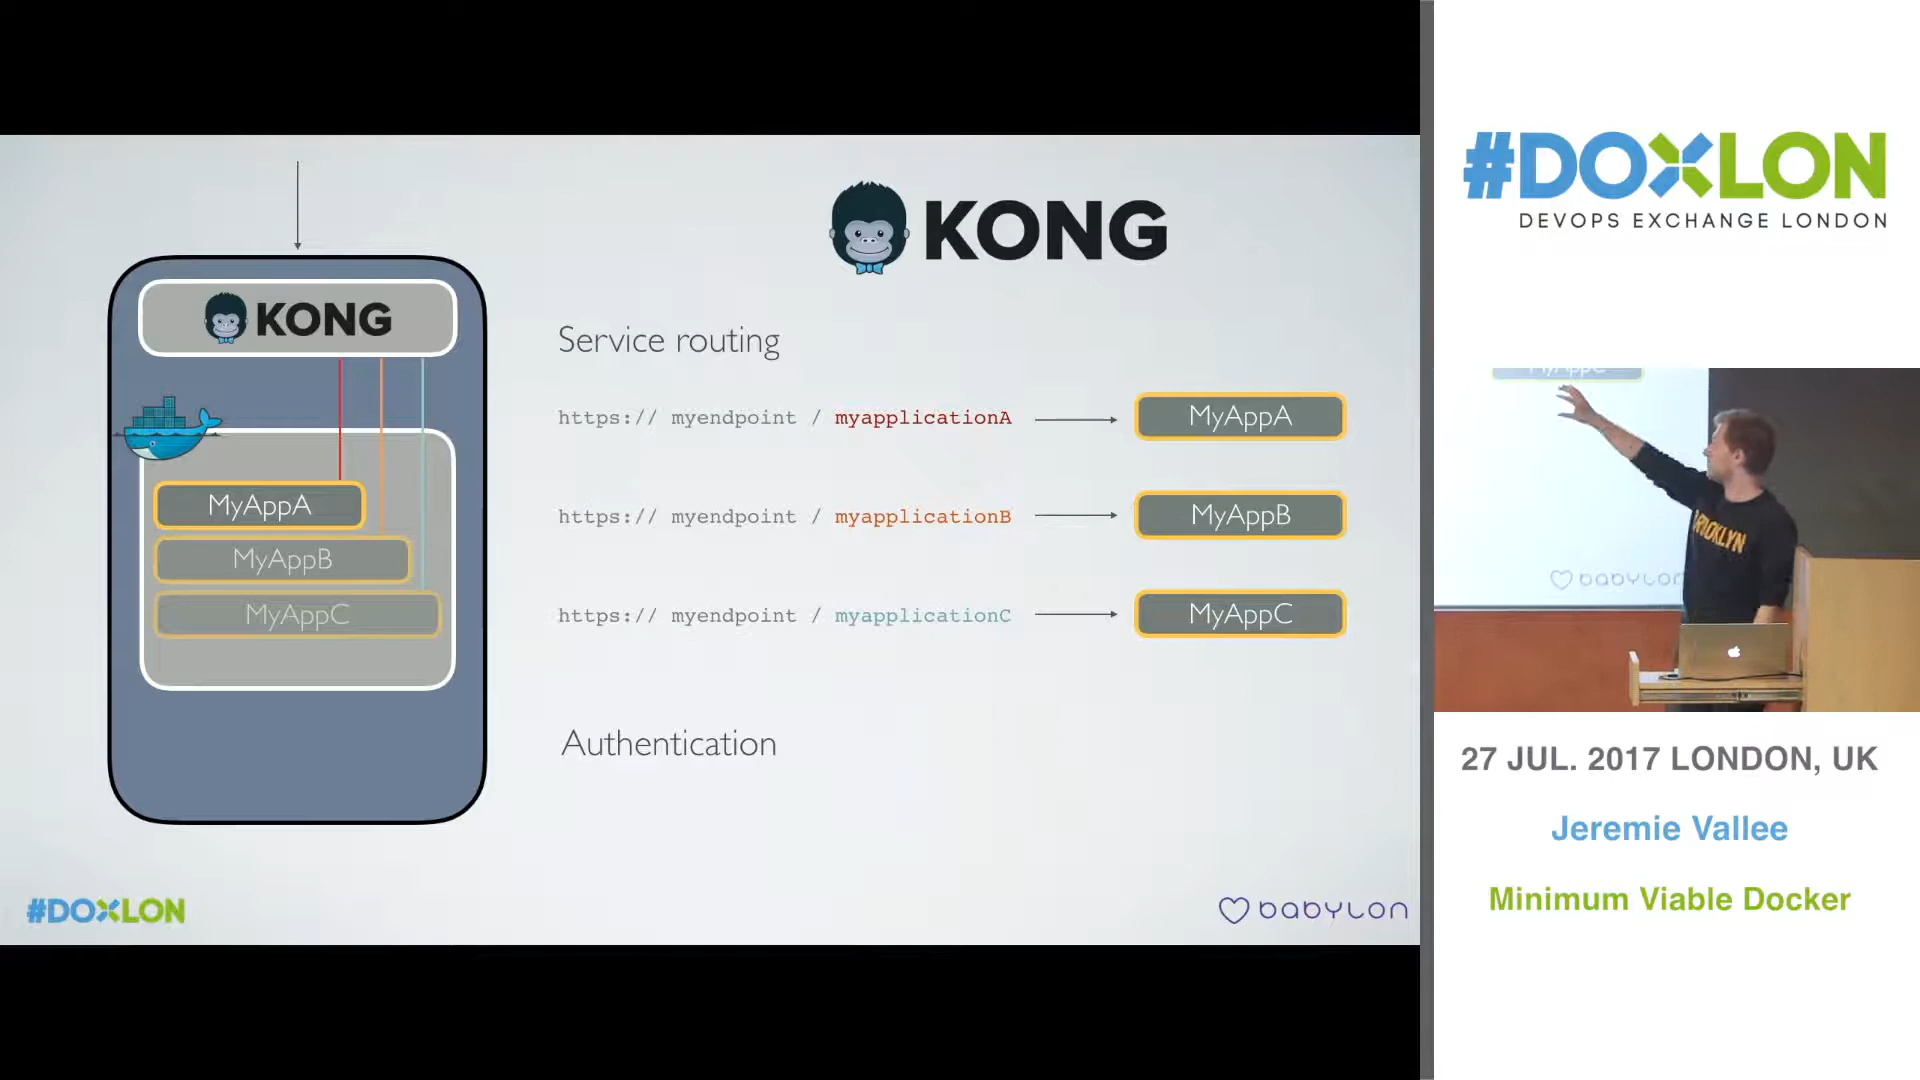 KONG
MyAppA
MyAppB
MyAppC
KONG
Service routing
https:// myendpoint / myapplicationA
MyAppA
https:// myendpoint / myapplicationB
MyAppB
https:// myendpoint / myapplicationC
MyAppC
Authentication
#DOXLON
babylon
#DOXLON
DEVOPS EXCHANGE LONDON
MyAppC
BROOKLYN
babylon
27 JUL. 2017 LONDON, UK
Jeremie Vallee
Minimum Viable Docker